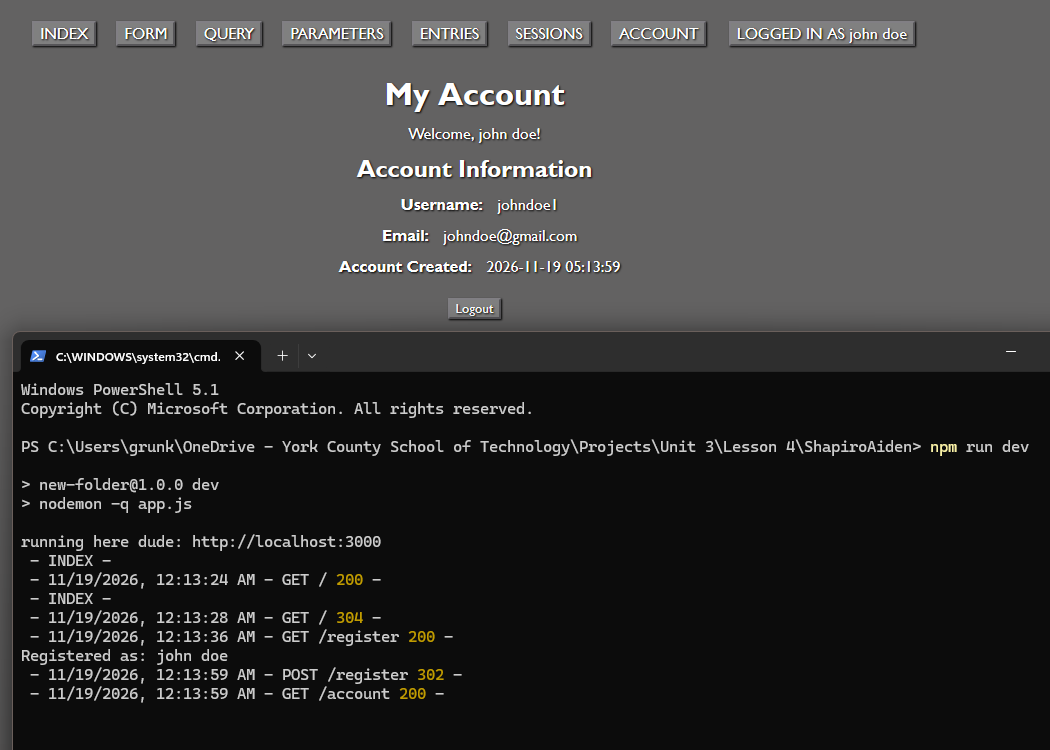 INDEX FORM QUERY PARAMETERS ENTRIES SESSIONS ACCOUNT LOGGED IN AS john doe
My Account
Welcome, john doe!
Account Information
Username: johndoe1
Email: johndoe@gmail.com
Account Created: 2026-11-19 05:13:59
Logout
C:\WINDOWS\system32\cmd.
Windows PowerShell 5.1
Copyright (C) Microsoft Corporation. All rights reserved.
PS C:\Users\grunk\OneDrive - York County School of Technology\Projects\Unit 3\Lesson 4\ShapiroAiden> npm run dev
> new-folder@1.0.0 dev
> nodemon -q app.js
running here dude: http://localhost:3000
- INDEX -
- 11/19/2026, 12:13:24 AM - GET / 200 -
- INDEX -
- 11/19/2026, 12:13:28 AM - GET / 304 -
- 11/19/2026, 12:13:36 AM - GET /register 200 -
Registered as: john doe
- 11/19/2026, 12:13:59 AM - POST /register 302 -
- 11/19/2026, 12:13:59 AM - GET /account 200 -